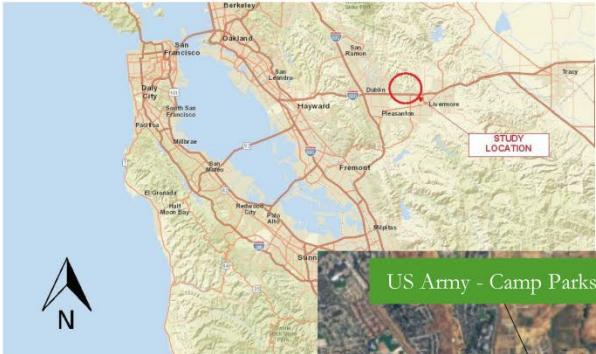 Berkeley
San
Francisco
Oakland
San
Ramon
San
Leandro
Daly
City
Hayward
Dublin
Pleasanton
Livermore
Tracy
STUDY
LOCATION
South San
Francisco
Pacifica
Millbrae
San
Mateo
Fremont
El Granada
Half
Moon Bay
Redwood
City
Palo
Alto
Milpitas
Sunn
US Army - Camp Parks
N